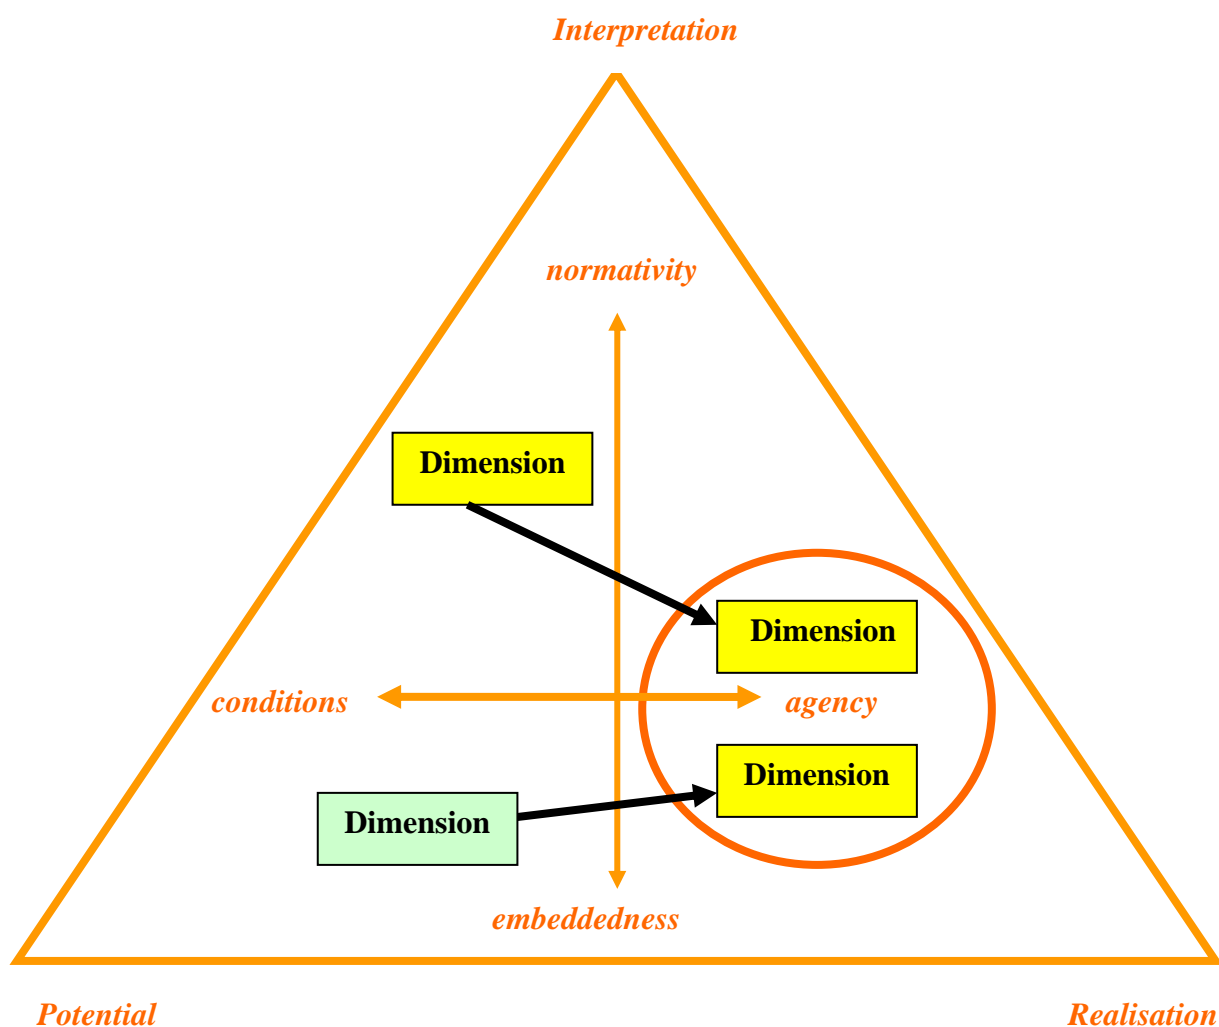 Interpretation
normativity
Dimension
Dimension
conditions
agency
Dimension
Dimension
embeddedness
Potential
Realisation